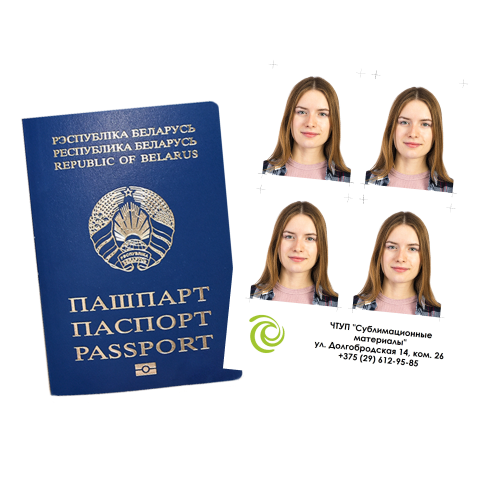 РЭСПУБЛІКА БЕЛАРУСЬ
РЕСПУБЛИКА БЕЛАРУСЬ
REPUBLIC OF BELARUS
ПАШПАРТ
ПАСПОРТ
PASSPORT
ЧТУП "Сублимационные
материалы"
ул. Долгобродская 14, ком. 26
+375 (29) 612-95-85